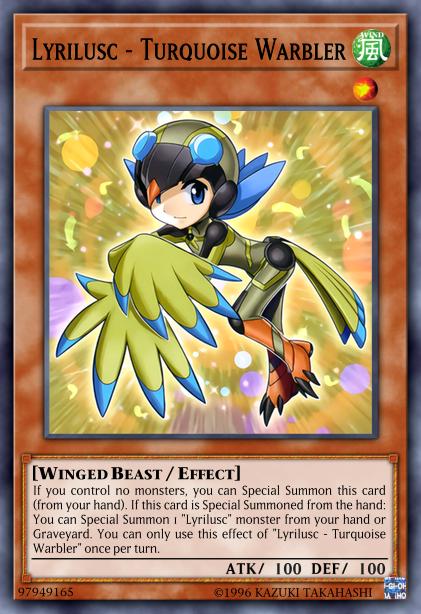 Lyrilusc - Turquoise Warbler
WIND
風
[Winged Beast / Effect]
If you control no monsters, you can Special Summon this card
(from your hand). If this card is Special Summoned from the hand:
You can Special Summon 1 "Lyrilusc" monster from your hand or
Graveyard. You can only use this effect of "Lyrilusc - Turquoise
Warbler" once per turn.
ATK/ 100 DEF/ 100
97949165
©1996 KAZUKI TAKAHASHI